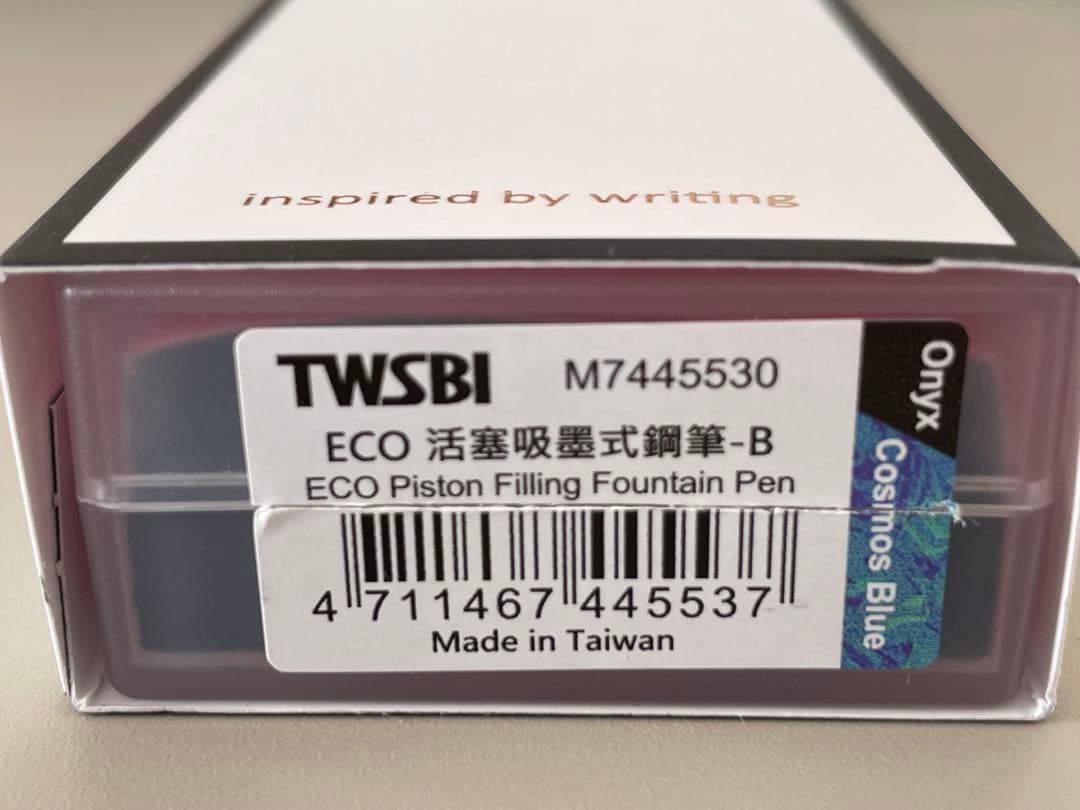 inspired by writing
TWSBI M7445530
ECO 活塞吸墨式鋼筆-B
ECO Piston Filling Fountain Pen
4 711467 445537
Made in Taiwan
Onyx
Cosmos Blue